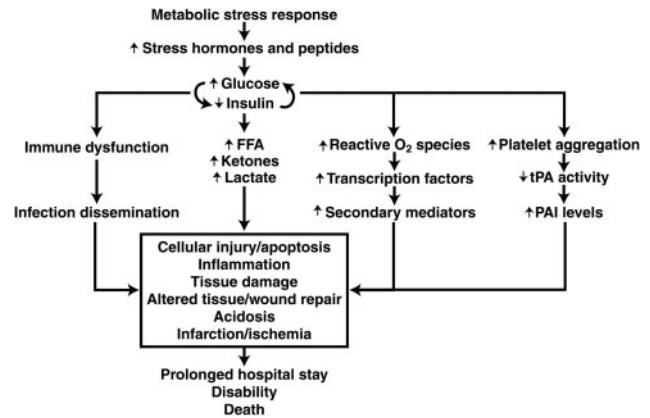 Metabolic stress response
↑ Stress hormones and peptides
↑ Glucose
↓ Insulin
Immune dysfunction
Infection dissemination
↑ FFA
↑ Ketones
↑ Lactate
↑ Reactive O₂ species
↑ Transcription factors
↑ Secondary mediators
↑ Platelet aggregation
↓ tPA activity
↑ PAI levels
Cellular injury/apoptosis
Inflammation
Tissue damage
Altered tissue/wound repair
Acidosis
Infarction/ischemia
Prolonged hospital stay
Disability
Death